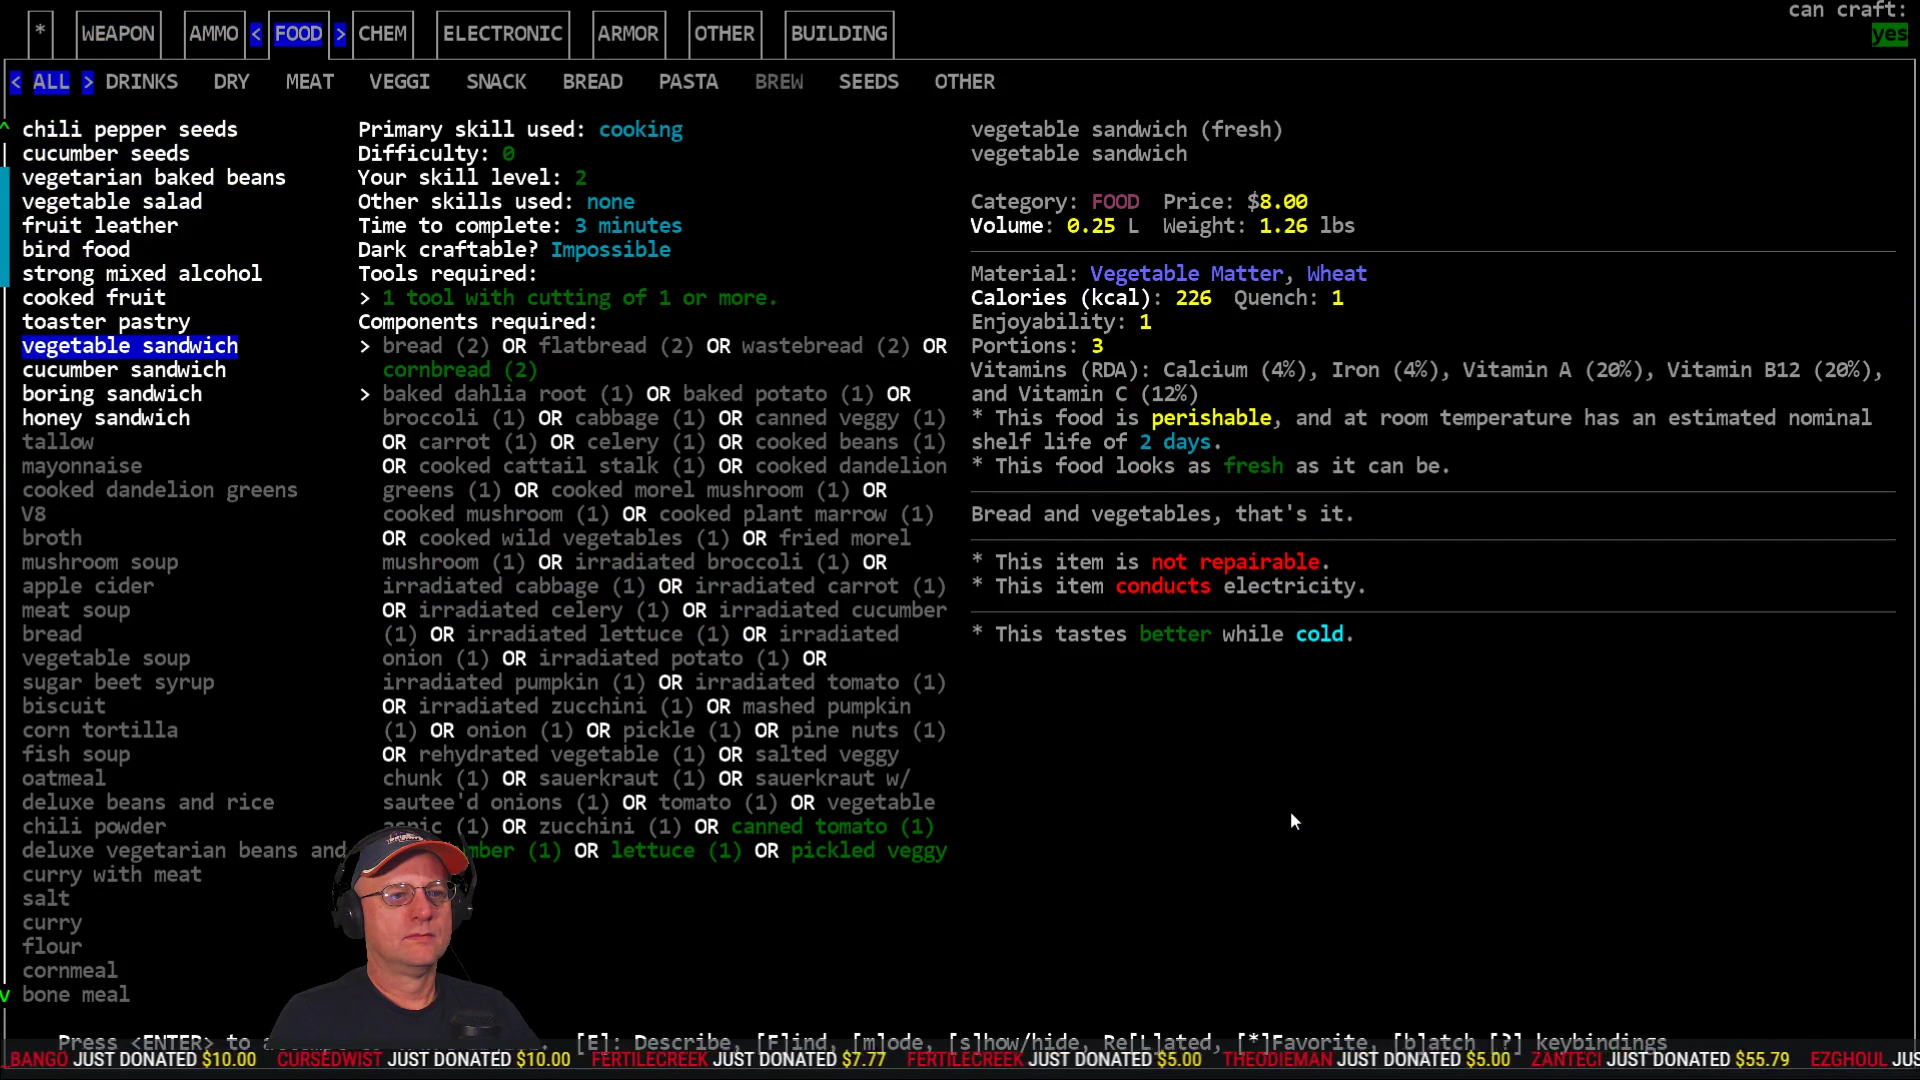 can craft:
* WEAPON AMMO < FOOD > CHEM ELECTRONIC ARMOR OTHER BUILDING yes
< ALL > DRINKS DRY MEAT VEGGI SNACK BREAD PASTA BREW SEEDS OTHER
^ chili pepper seeds
cucumber seeds
vegetarian baked beans
vegetable salad
fruit leather
bird food
strong mixed alcohol
cooked fruit
toaster pastry
vegetable sandwich
cucumber sandwich
boring sandwich
honey sandwich
tallow
mayonnaise
cooked dandelion greens
V8
broth
mushroom soup
apple cider
meat soup
bread
vegetable soup
sugar beet syrup
biscuit
corn tortilla
fish soup
oatmeal
deluxe beans and rice
chili powder
deluxe vegetarian beans and
curry with meat
salt
curry
flour
cornmeal
v bone meal
Primary skill used: cooking
Difficulty: 0
Your skill level: 2
Other skills used: none
Time to complete: 3 minutes
Dark craftable? Impossible
Tools required:
> 1 tool with cutting of 1 or more.
Components required:
> bread (2) OR flatbread (2) OR wastebread (2) OR
cornbread (2)
> baked dahlia root (1) OR baked potato (1) OR
broccoli (1) OR cabbage (1) OR canned veggy (1)
OR carrot (1) OR celery (1) OR cooked beans (1)
OR cooked cattail stalk (1) OR cooked dandelion
greens (1) OR cooked morel mushroom (1) OR
cooked mushroom (1) OR cooked plant marrow (1)
OR cooked wild vegetables (1) OR fried morel
mushroom (1) OR irradiated broccoli (1) OR
irradiated cabbage (1) OR irradiated carrot (1)
OR irradiated celery (1) OR irradiated cucumber
(1) OR irradiated lettuce (1) OR irradiated
onion (1) OR irradiated potato (1) OR
irradiated pumpkin (1) OR irradiated tomato (1)
OR irradiated zucchini (1) OR mashed pumpkin
(1) OR onion (1) OR pickle (1) OR pine nuts (1)
OR rehydrated vegetable (1) OR salted veggy
chunk (1) OR sauerkraut (1) OR sauerkraut w/
sautee'd onions (1) OR tomato (1) OR vegetable
aspic (1) OR zucchini (1) OR canned tomato (1)
mber (1) OR lettuce (1) OR pickled veggy
vegetable sandwich (fresh)
vegetable sandwich
Category: FOOD Price: $8.00
Volume: 0.25 L Weight: 1.26 lbs
Material: Vegetable Matter, Wheat
Calories (kcal): 226 Quench: 1
Enjoyability: 1
Portions: 3
Vitamins (RDA): Calcium (4%), Iron (4%), Vitamin A (20%), Vitamin B12 (20%),
and Vitamin C (12%)
* This food is perishable, and at room temperature has an estimated nominal
shelf life of 2 days.
* This food looks as fresh as it can be.
Bread and vegetables, that's it.
* This item is not repairable.
* This item conducts electricity.
* This tastes better while cold.
Press <ENTER> to a [E]: Describe, [F]ind, [m]ode, [s]how/hide, Re[L]ated, [*]Favorite, [b]atch [?] keybindings
BANGO JUST DONATED $10.00 CURSEDWIST JUST DONATED $10.00 FERTILECREEK JUST DONATED $7.77 FERTILECREEK JUST DONATED $5.00 THEODIEMAN JUST DONATED $5.00 ZANTECI JUST DONATED $55.79 EZGHOUL JUS